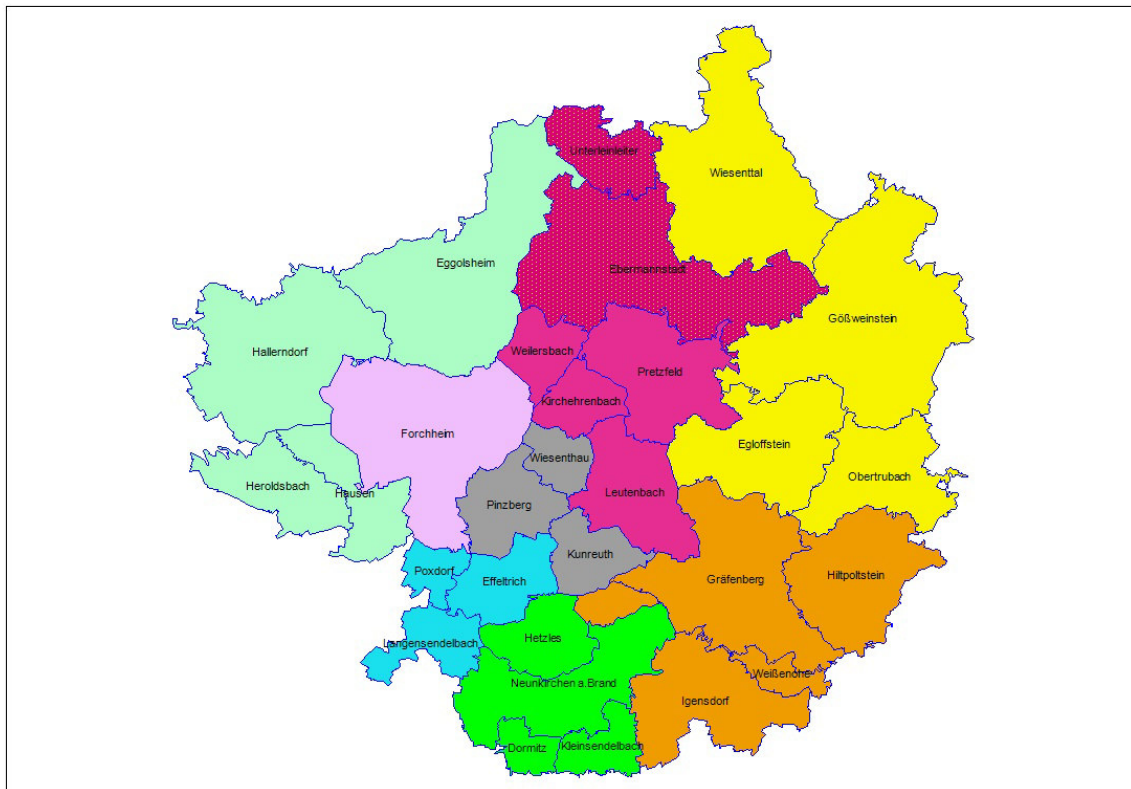 Unterleinleiter
Wiesenttal
Eggolsheim
Ebermannstadt
Gößweinstein
Hallerndorf
Weilersbach
Pretzfeld
Kirchehrenbach
Forchheim
Egloffstein
Wiesenthau
Obertrubach
Heroldsbach
Hausen
Leutenbach
Pinzberg
Kunreuth
Poxdorf
Effeltrich
Gräfenberg
Hiltpoltstein
Langensendelbach
Hetzles
Weißenohe
Neunkirchen a.Brand
Igensdorf
Dormitz
Kleinsendelbach